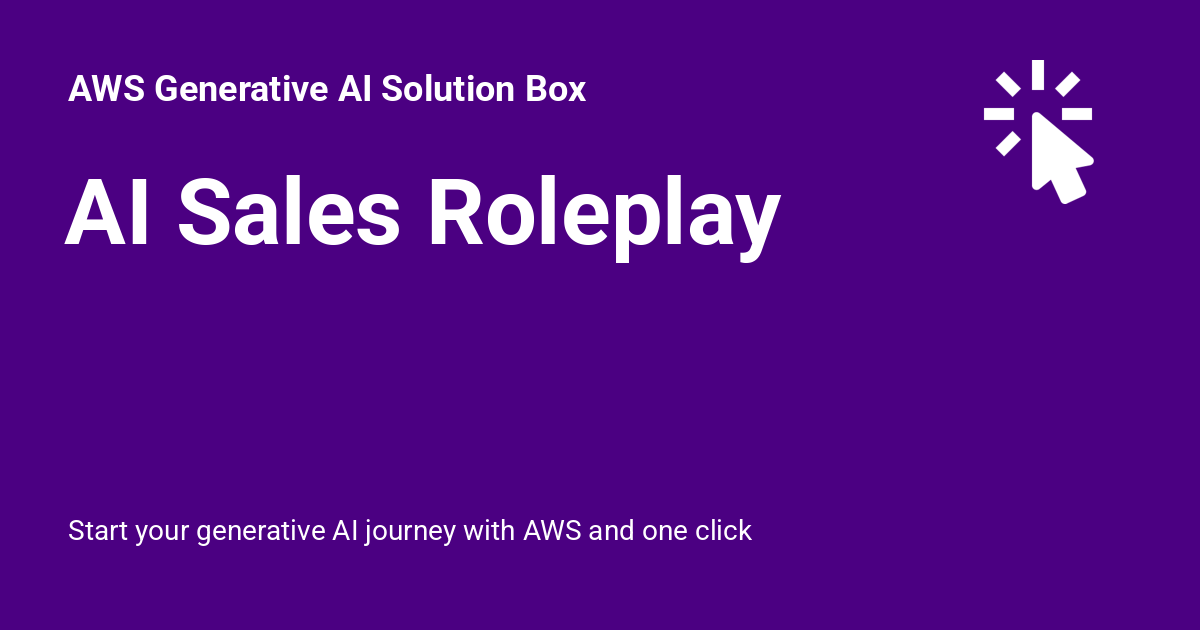 AWS Generative AI Solution Box
AI Sales Roleplay
Start your generative AI journey with AWS and one click